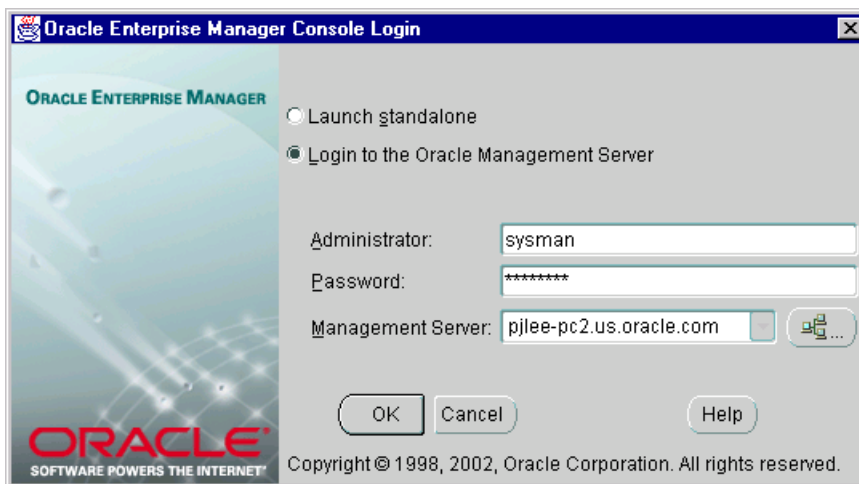 Oracle Enterprise Manager Console Login
ORACLE ENTERPRISE MANAGER
Launch standalone
Login to the Oracle Management Server
Administrator: sysman
Password: ********
Management Server: pjlee-pc2.us.oracle.com ...
OK Cancel Help
ORACLE®
SOFTWARE POWERS THE INTERNET™
Copyright © 1998, 2002, Oracle Corporation. All rights reserved.